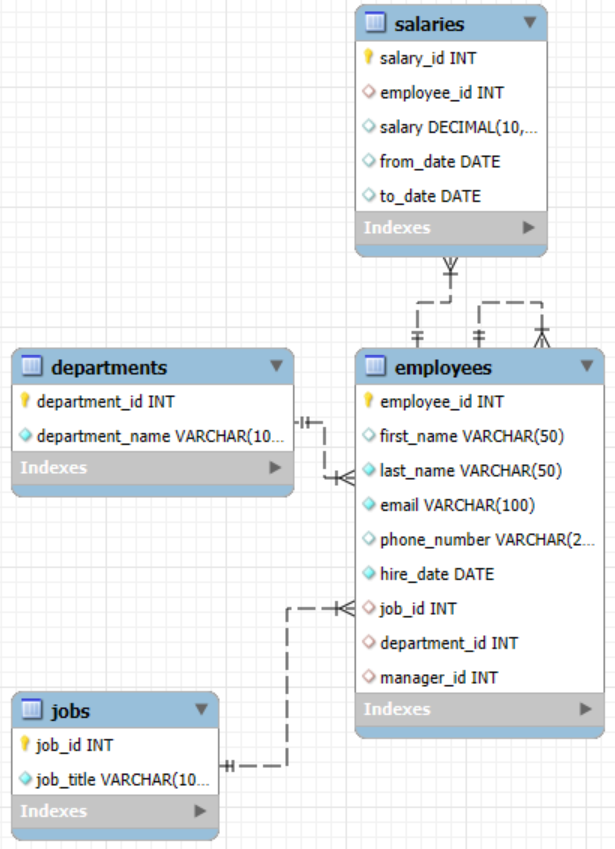 salaries
salary_id INT
employee_id INT
salary DECIMAL(10,...
from_date DATE
to_date DATE
Indexes
departments
department_id INT
department_name VARCHAR(10...
Indexes
employees
employee_id INT
first_name VARCHAR(50)
last_name VARCHAR(50)
email VARCHAR(100)
phone_number VARCHAR(2...
hire_date DATE
job_id INT
department_id INT
manager_id INT
Indexes
jobs
job_id INT
job_title VARCHAR(10...
Indexes